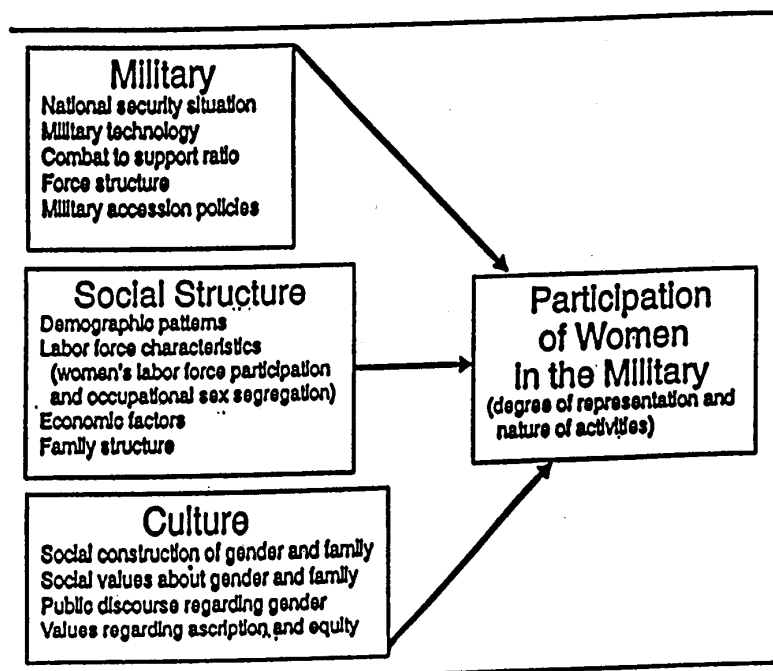 Military
National security situation
Military technology
Combat to support ratio
Force structure
Military accession policies
Social Structure
Demographic patterns
Labor force characteristics
(women's labor force participation
and occupational sex segregation)
Economic factors
Family structure
Culture
Social construction of gender and family
Social values about gender and family
Public discourse regarding gender
Values regarding ascription and equity
Participation
of Women
in the Military
(degree of representation and
nature of activities)